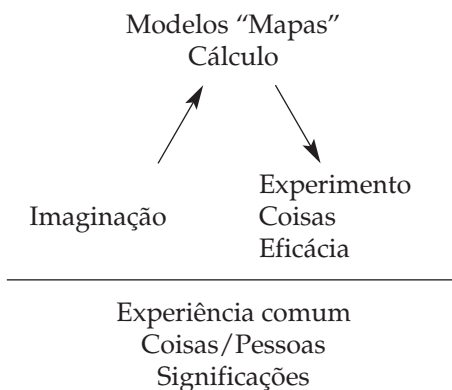 Modelos “Mapas”
Cálculo
Imaginação
Experimento
Coisas
Eficácia
Experiência comum
Coisas/Pessoas
Significações